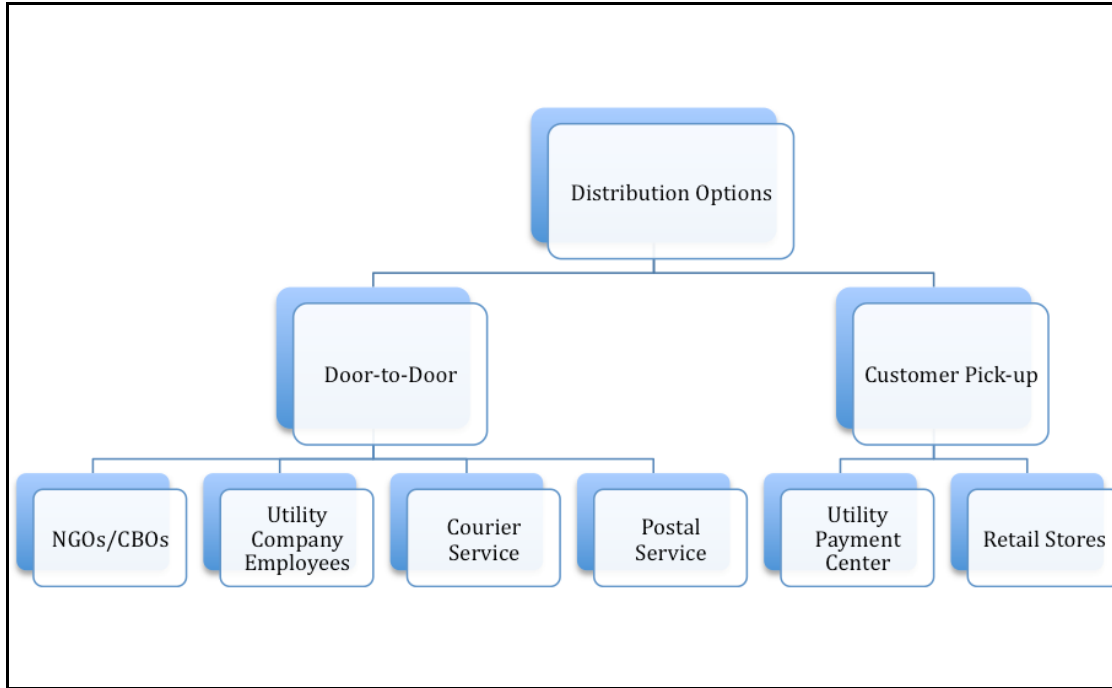 Distribution Options
Door-to-Door
Customer Pick-up
NGOs/CBOs
Utility
Company
Employees
Courier
Service
Postal
Service
Utility
Payment
Center
Retail Stores